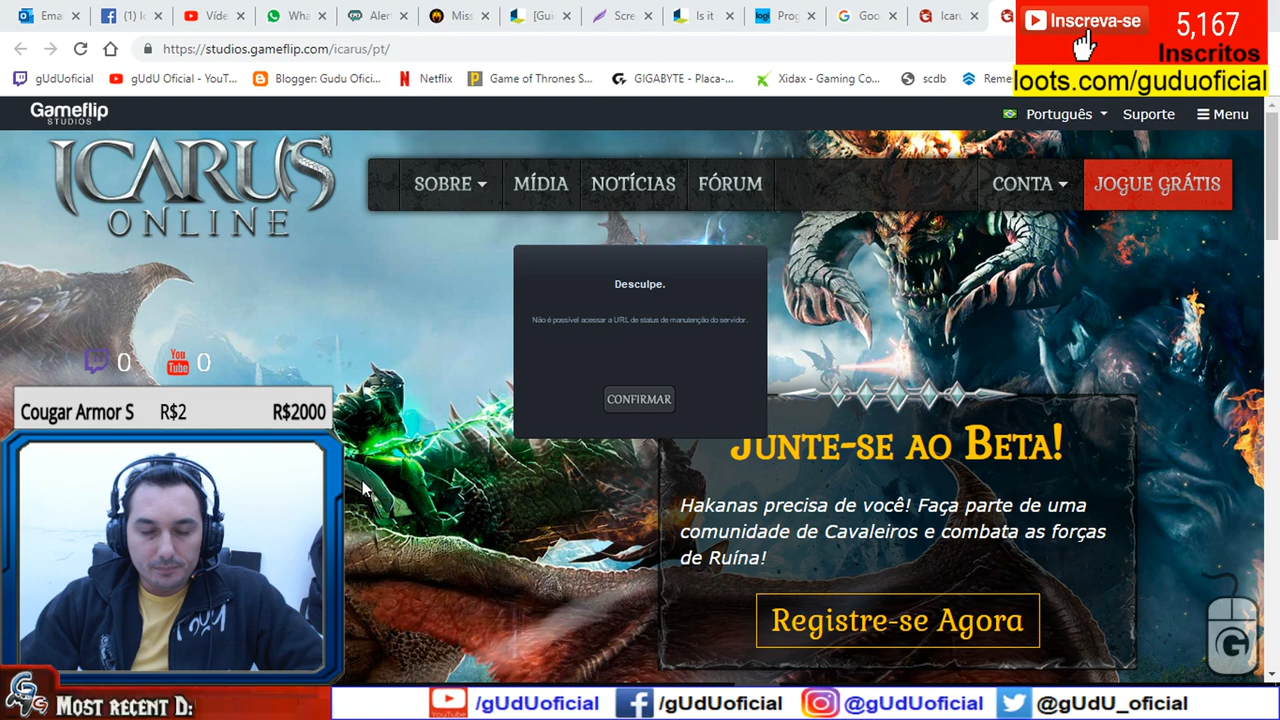 Ema
(1) Ic
Víde
Wha
Aler
Miss
[Gui
Scre
Is it
Prog
Goo
Icaru
https://studios.gameflip.com/icarus/pt/
Inscreva-se
5,167
Inscritos
loots.com/guduoficial
gUdUoficial
gUdU Oficial - YouT...
Blogger: Gudu Ofici...
Netflix
Game of Thrones S...
GIGABYTE - Placa-...
Xidax - Gaming Co...
scdb
Reme
Gameflip
STUDIOS
Português
Suporte
Menu
ICARUS
ONLINE
SOBRE
MÍDIA
NOTÍCIAS
FÓRUM
CONTA
JOGUE GRÁTIS
Desculpe.
Não é possível acessar a URL de status de manutenção do servidor.
CONFIRMAR
0
You Tube
0
Cougar Armor S R$2 R$2000
Junte-se ao Beta!
Hakanas precisa de você! Faça parte de uma
comunidade de Cavaleiros e combata as forças
de Ruína!
Registre-se Agora
Most recent D:
YouTube
/gUdUoficial
/gUdUoficial
@gUdUoficial
@gUdU_oficial